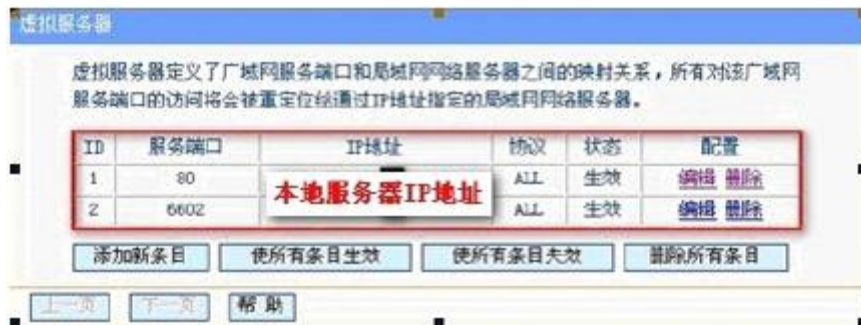 虚拟服务器
虚拟服务器定义了广域网服务端口和局域网网络服务器之间的映射关系，所有对该广域网
服务端口的访问将会被重定位给通过IP地址指定的局域网网络服务器。
ID 服务端口 IP地址 协议 状态 配置
1 80 ALL 生效 编辑 删除
本地服务器IP地址
2 6602 ALL 生效 编辑 删除
添加新条目 使所有条目生效 使所有条目失效 删除所有条目
上一页 下一页 帮 助